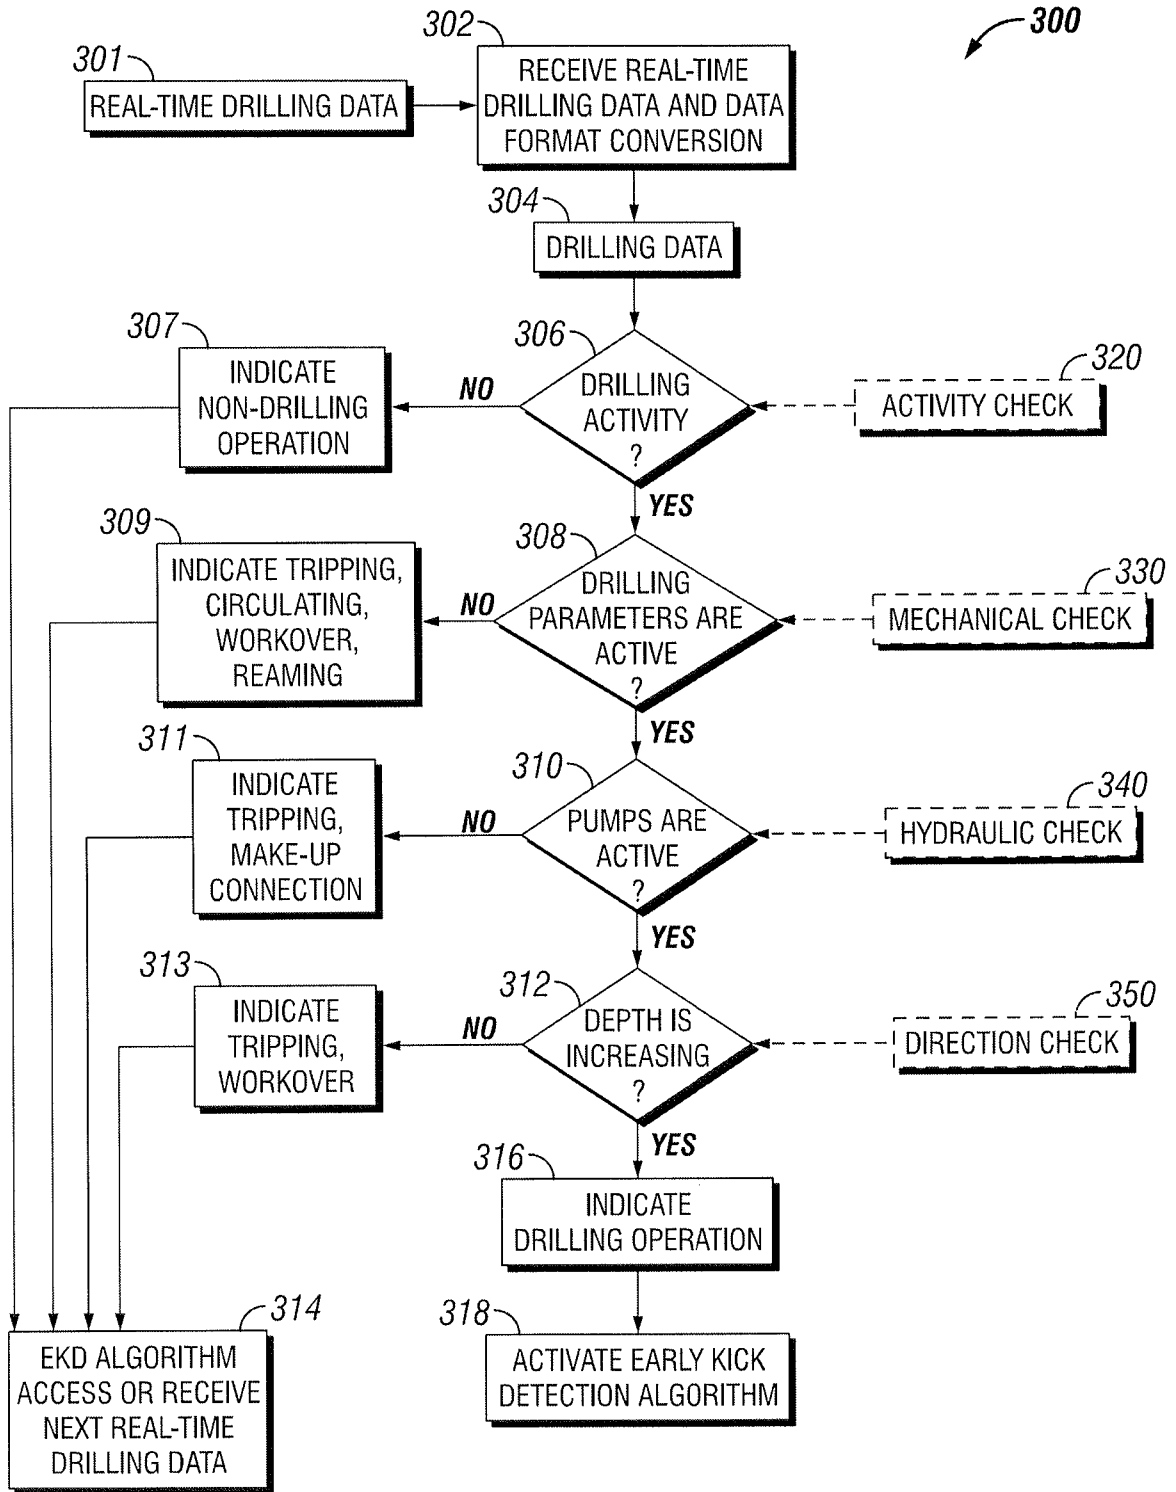 300
301
REAL-TIME DRILLING DATA
302
RECEIVE REAL-TIME
DRILLING DATA AND DATA
FORMAT CONVERSION
304
DRILLING DATA
306
DRILLING
ACTIVITY
?
NO
YES
307
INDICATE
NON-DRILLING
OPERATION
320
ACTIVITY CHECK
308
DRILLING
PARAMETERS ARE
ACTIVE
?
NO
YES
309
INDICATE TRIPPING,
CIRCULATING,
WORKOVER,
REAMING
330
MECHANICAL CHECK
310
PUMPS ARE
ACTIVE
?
NO
YES
311
INDICATE
TRIPPING,
MAKE-UP
CONNECTION
340
HYDRAULIC CHECK
312
DEPTH IS
INCREASING
?
NO
YES
313
INDICATE
TRIPPING,
WORKOVER
350
DIRECTION CHECK
316
INDICATE
DRILLING OPERATION
314
EKD ALGORITHM
ACCESS OR RECEIVE
NEXT REAL-TIME
DRILLING DATA
318
ACTIVATE EARLY KICK
DETECTION ALGORITHM